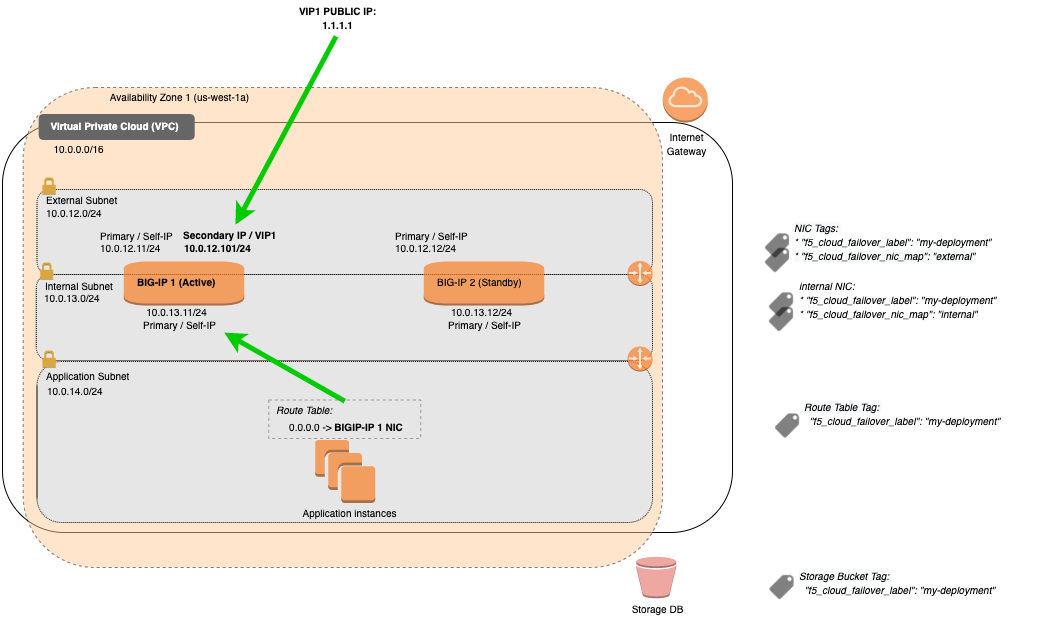 VIP1 PUBLIC IP:
1.1.1.1
Availability Zone 1 (us-west-1a)
Virtual Private Cloud (VPC)
10.0.0.0/16
Internet
Gateway
External Subnet
10.0.12.0/24
Primary / Self-IP
10.0.12.11/24
Secondary IP / VIP1
10.0.12.101/24
Primary / Self-IP
10.0.12.12/24
NIC Tags:
* "f5_cloud_failover_label": "my-deployment"
* "f5_cloud_failover_nic_map": "external"
Internal Subnet
10.0.13.0/24
BIG-IP 1 (Active)
BIG-IP 2 (Standby)
10.0.13.11/24
Primary / Self-IP
10.0.13.12/24
Primary / Self-IP
internal NIC:
* "f5_cloud_failover_label": "my-deployment"
* "f5_cloud_failover_nic_map": "internal"
Application Subnet
10.0.14.0/24
Route Table:
0.0.0.0 -> BIGIP-IP 1 NIC
Application instances
Route Table Tag:
"f5_cloud_failover_label": "my-deployment"
Storage DB
Storage Bucket Tag:
"f5_cloud_failover_label": "my-deployment"